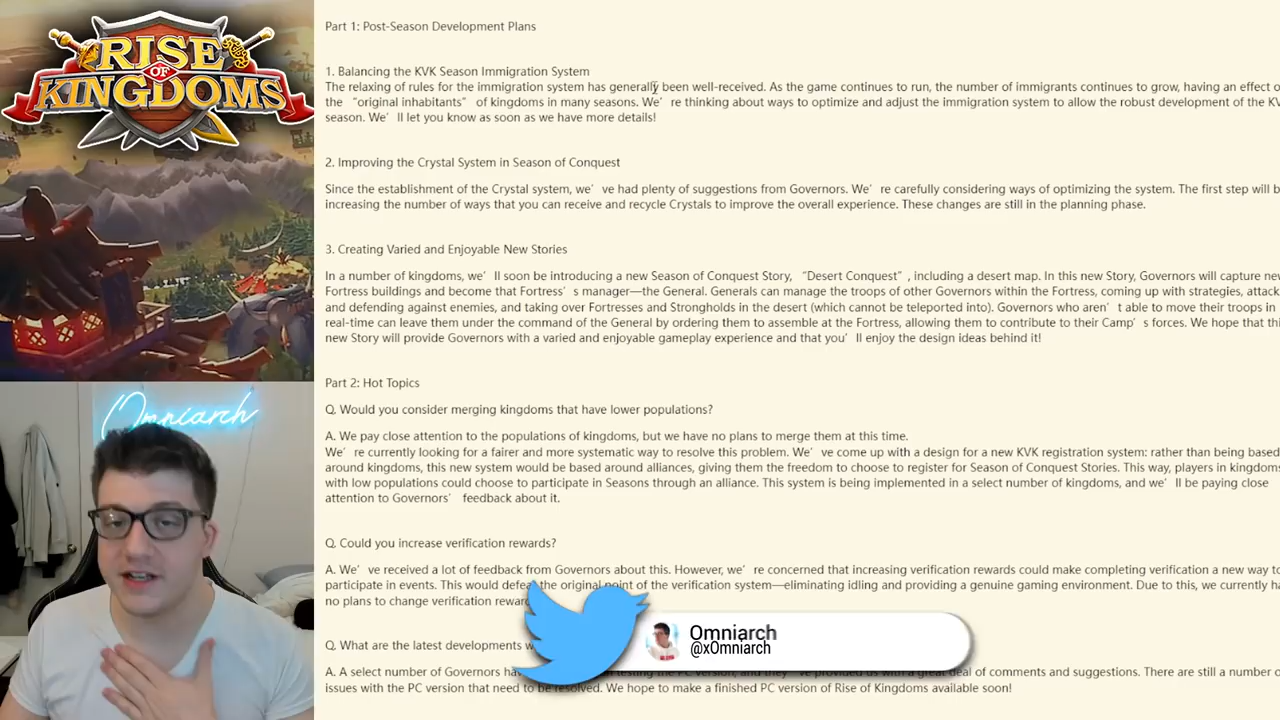 RISE
OF
KINGDOMS
Omniarch
Part 1: Post-Season Development Plans
1. Balancing the KVK Season Immigration System
The relaxing of rules for the immigration system has generally been well-received. As the game continues to run, the number of immigrants continues to grow, having an effect o
the “original inhabitants” of kingdoms in many seasons. We’re thinking about ways to optimize and adjust the immigration system to allow the robust development of the KV
season. We’ll let you know as soon as we have more details!
2. Improving the Crystal System in Season of Conquest
Since the establishment of the Crystal system, we’ve had plenty of suggestions from Governors. We’re carefully considering ways of optimizing the system. The first step will b
increasing the number of ways that you can receive and recycle Crystals to improve the overall experience. These changes are still in the planning phase.
3. Creating Varied and Enjoyable New Stories
In a number of kingdoms, we’ll soon be introducing a new Season of Conquest Story, “Desert Conquest”, including a desert map. In this new Story, Governors will capture nev
Fortress buildings and become that Fortress’s manager—the General. Generals can manage the troops of other Governors within the Fortress, coming up with strategies, attack
and defending against enemies, and taking over Fortresses and Strongholds in the desert (which cannot be teleported into). Governors who aren’t able to move their troops in
real-time can leave them under the command of the General by ordering them to assemble at the Fortress, allowing them to contribute to their Camp’s forces. We hope that thi
new Story will provide Governors with a varied and enjoyable gameplay experience and that you’ll enjoy the design ideas behind it!
Part 2: Hot Topics
Q. Would you consider merging kingdoms that have lower populations?
A. We pay close attention to the populations of kingdoms, but we have no plans to merge them at this time.
We’re currently looking for a fairer and more systematic way to resolve this problem. We’ve come up with a design for a new KVK registration system: rather than being based
around kingdoms, this new system would be based around alliances, giving them the freedom to choose to register for Season of Conquest Stories. This way, players in kingdoms
with low populations could choose to participate in Seasons through an alliance. This system is being implemented in a select number of kingdoms, and we’ll be paying close
attention to Governors’ feedback about it.
Q. Could you increase verification rewards?
A. We’ve received a lot of feedback from Governors about this. However, we’re concerned that increasing verification rewards could make completing verification a new way to
participate in events. This would defeat the original point of the verification system—eliminating idling and providing a genuine gaming environment. Due to this, we currently ha
no plans to change verification reward
Q. What are the latest developments w
Omniarch
@xOmniarch
A. A select number of Governors hav testing the PC version, and they’ve provided us with a great deal of comments and suggestions. There are still a number o
issues with the PC version that need to be resolved. We hope to make a finished PC version of Rise of Kingdoms available soon!